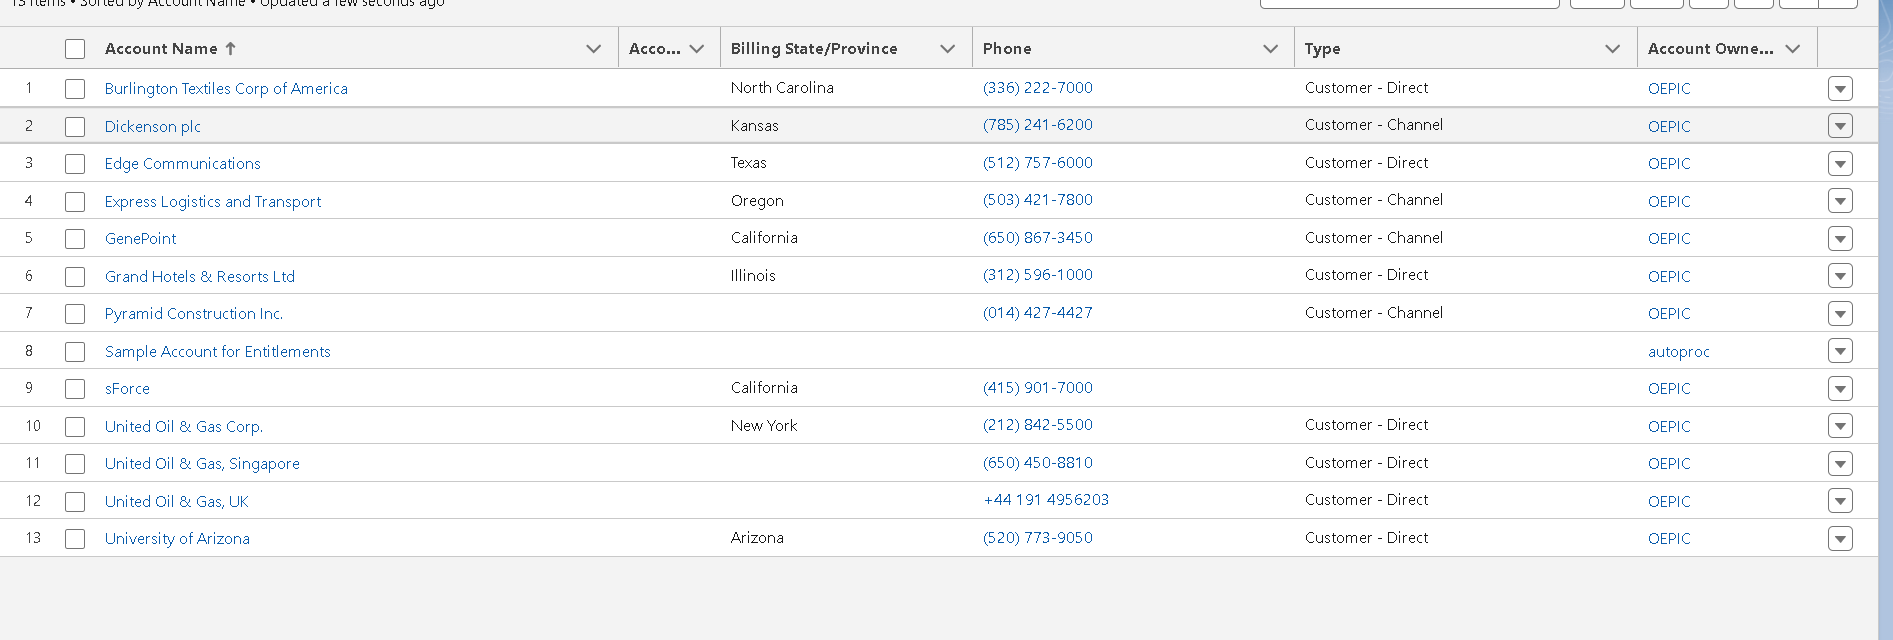 13 items • Sorted by Account Name • Updated a few seconds ago
Account Name Acco... Billing State/Province Phone Type Account Owne...
1 Burlington Textiles Corp of America North Carolina (336) 222-7000 Customer - Direct OEPIC
2 Dickenson plc Kansas (785) 241-6200 Customer - Channel OEPIC
3 Edge Communications Texas (512) 757-6000 Customer - Direct OEPIC
4 Express Logistics and Transport Oregon (503) 421-7800 Customer - Channel OEPIC
5 GenePoint California (650) 867-3450 Customer - Channel OEPIC
6 Grand Hotels & Resorts Ltd Illinois (312) 596-1000 Customer - Direct OEPIC
7 Pyramid Construction Inc. (014) 427-4427 Customer - Channel OEPIC
8 Sample Account for Entitlements autoproc
9 sForce California (415) 901-7000 OEPIC
10 United Oil & Gas Corp. New York (212) 842-5500 Customer - Direct OEPIC
11 United Oil & Gas, Singapore (650) 450-8810 Customer - Direct OEPIC
12 United Oil & Gas, UK +44 191 4956203 Customer - Direct OEPIC
13 University of Arizona Arizona (520) 773-9050 Customer - Direct OEPIC